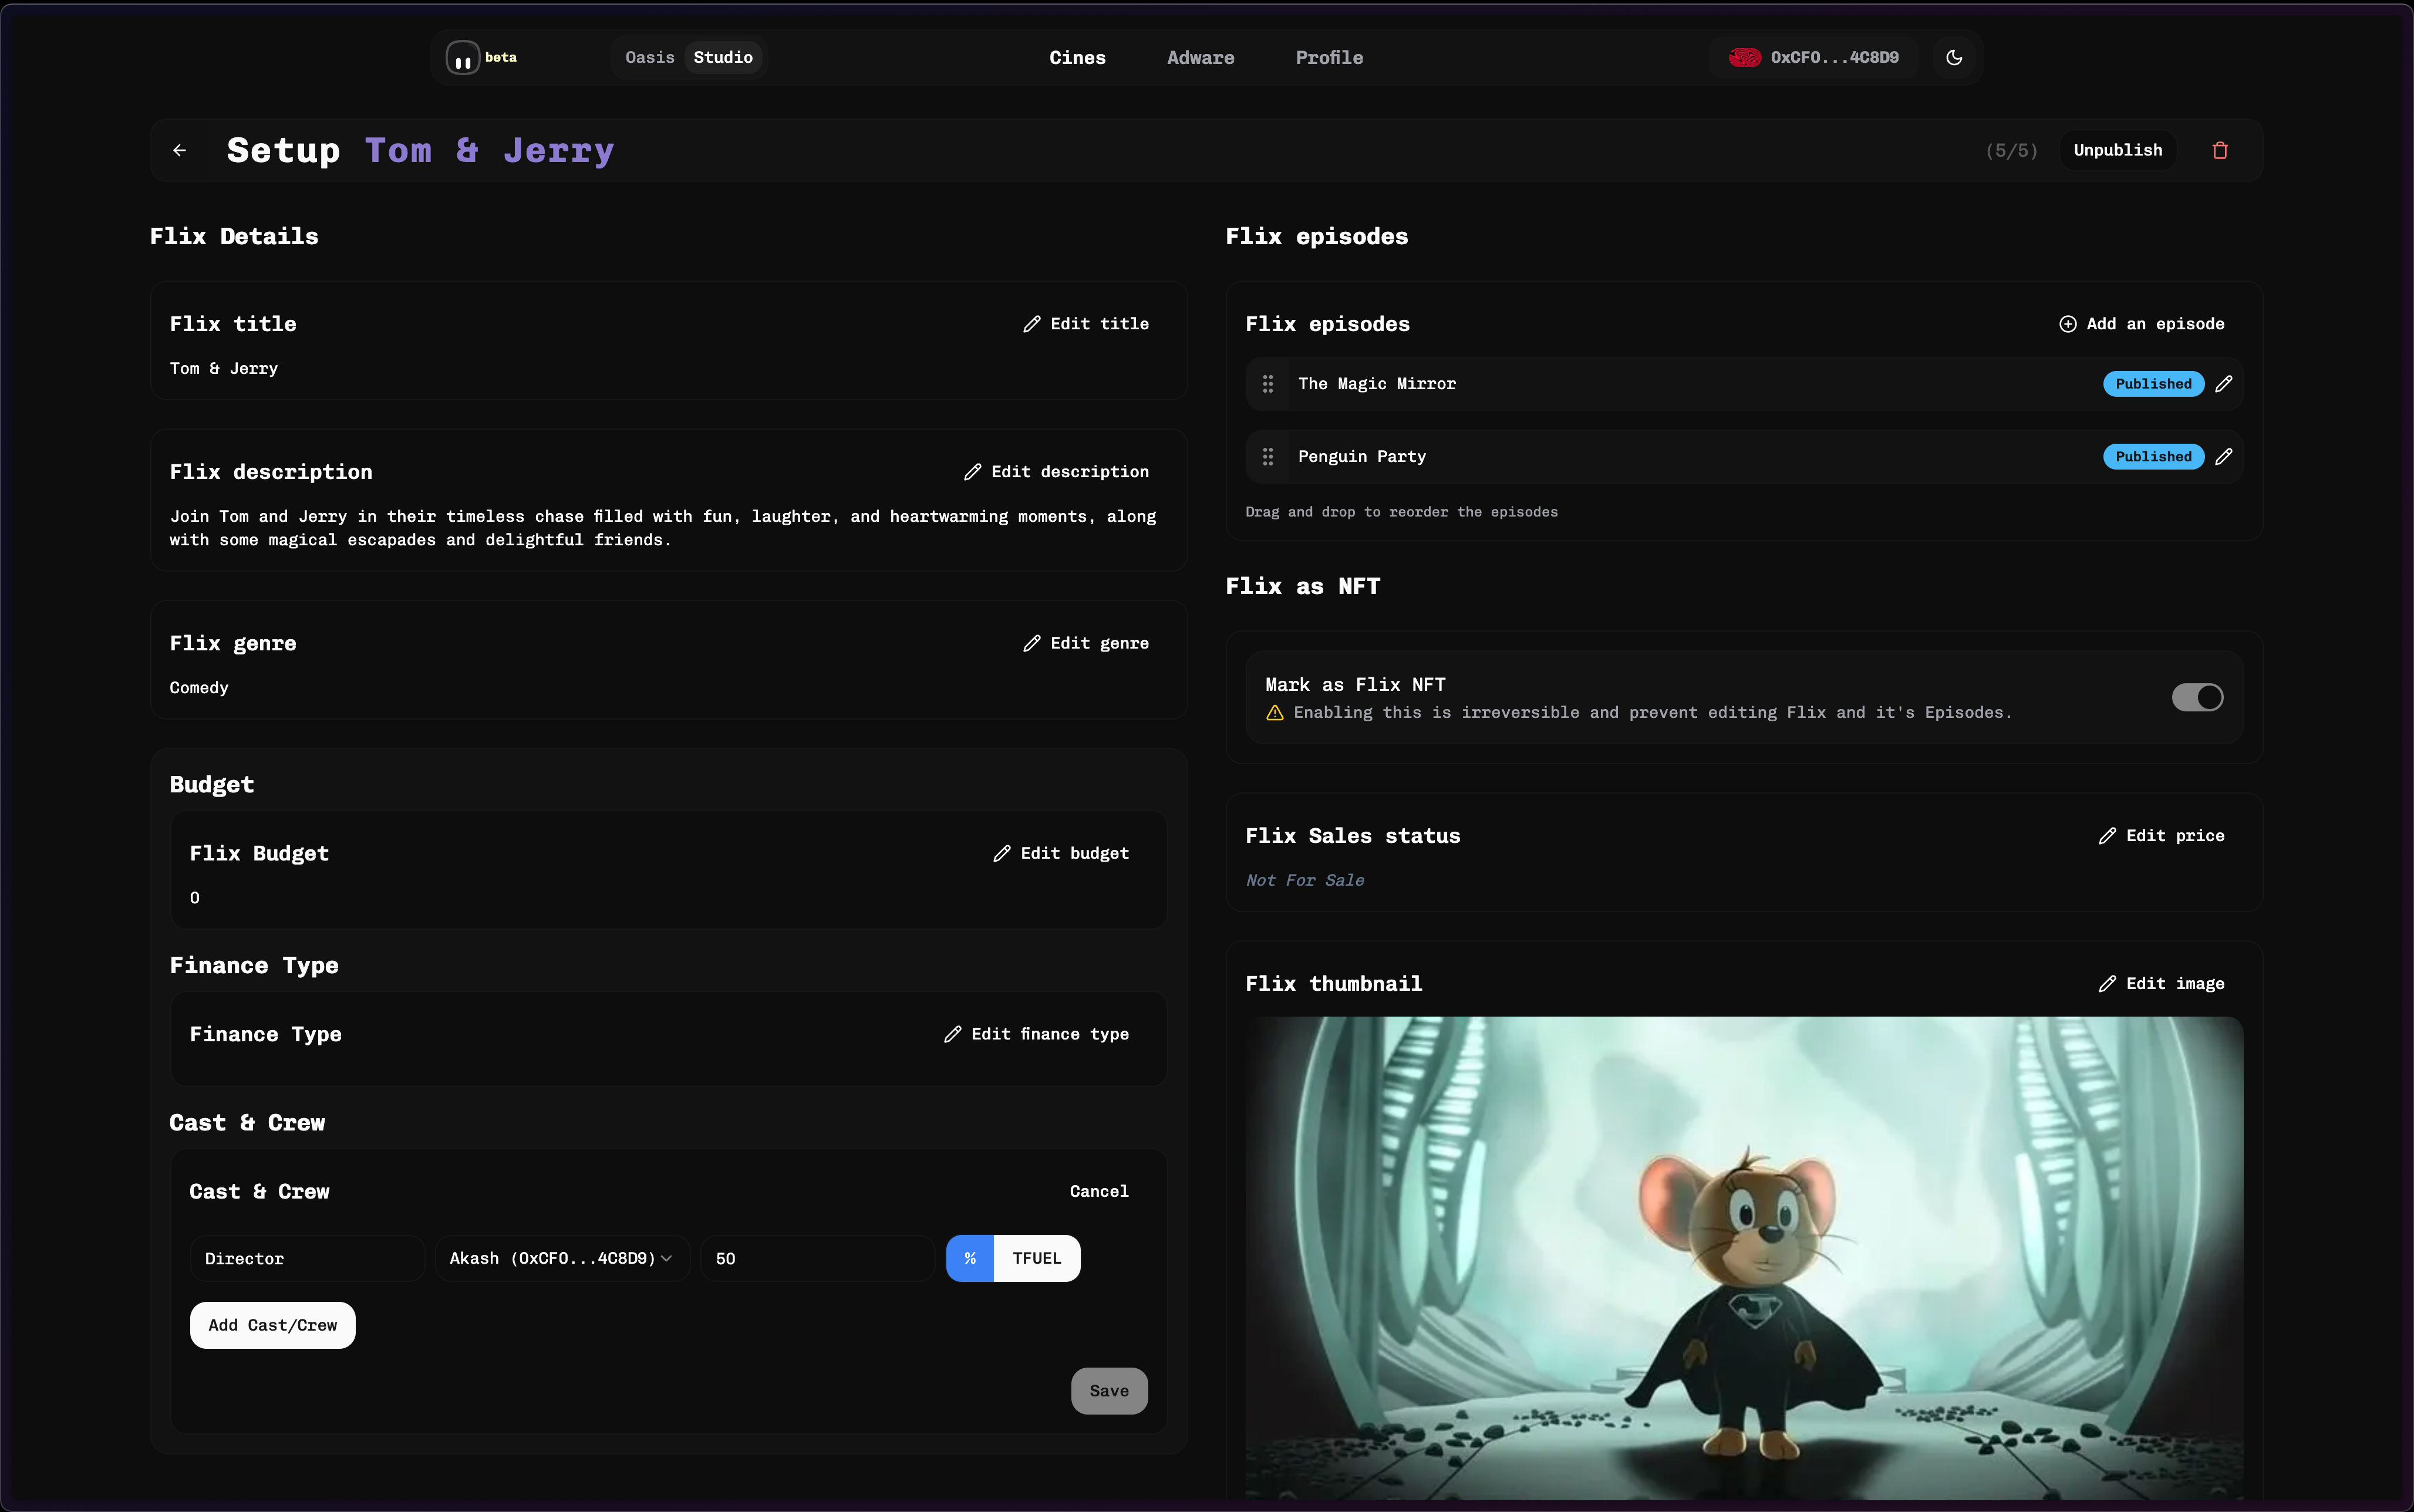 beta
Oasis
Studio
Cines
Adware
Profile
0xCF0...4C8D9
Setup Tom & Jerry
(5/5)
Unpublish
Flix Details
Flix title
Edit title
Tom & Jerry
Flix description
Edit description
Join Tom and Jerry in their timeless chase filled with fun, laughter, and heartwarming moments, along
with some magical escapades and delightful friends.
Flix genre
Edit genre
Comedy
Budget
Flix Budget
Edit budget
0
Finance Type
Finance Type
Edit finance type
Cast & Crew
Cast & Crew
Cancel
Director
Akash (0xCF0...4C8D9)
50
%
TFUEL
Add Cast/Crew
Save
Flix episodes
Flix episodes
Add an episode
The Magic Mirror
Published
Penguin Party
Published
Drag and drop to reorder the episodes
Flix as NFT
Mark as Flix NFT
Enabling this is irreversible and prevent editing Flix and it's Episodes.
Flix Sales status
Edit price
Not For Sale
Flix thumbnail
Edit image
J